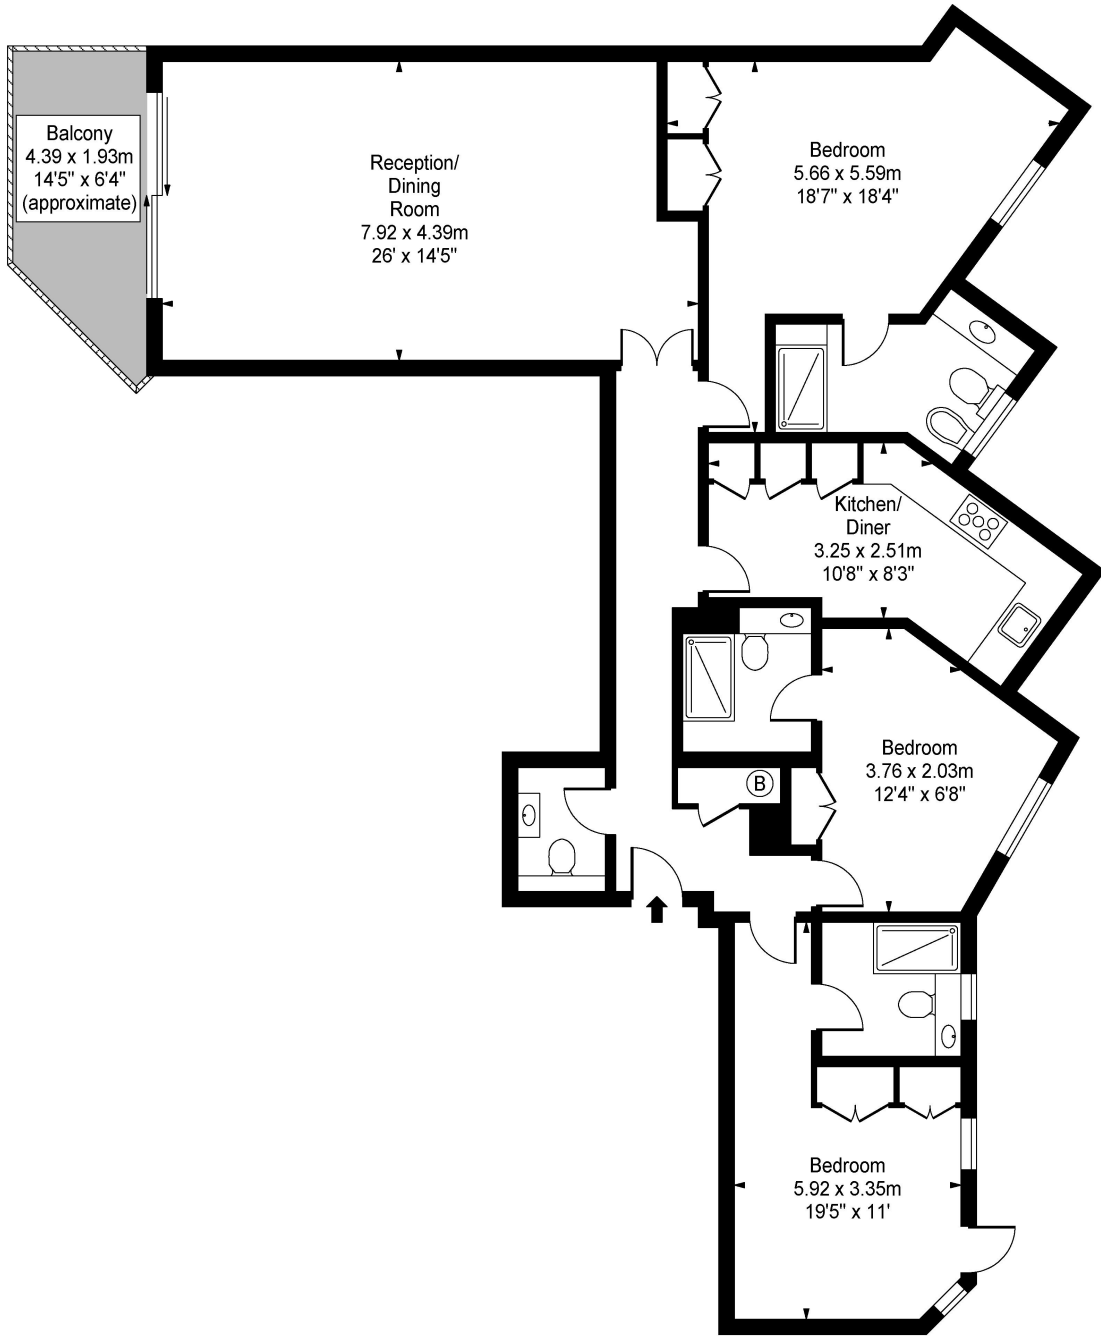 Balcony
4.39 x 1.93m
14'5" x 6'4"
(approximate)
Reception/
Dining
Room
7.92 x 4.39m
26' x 14'5"
Bedroom
5.66 x 5.59m
18'7" x 18'4"
Kitchen/
Diner
3.25 x 2.51m
10'8" x 8'3"
Bedroom
3.76 x 2.03m
12'4" x 6'8"
B
Bedroom
5.92 x 3.35m
19'5" x 11'